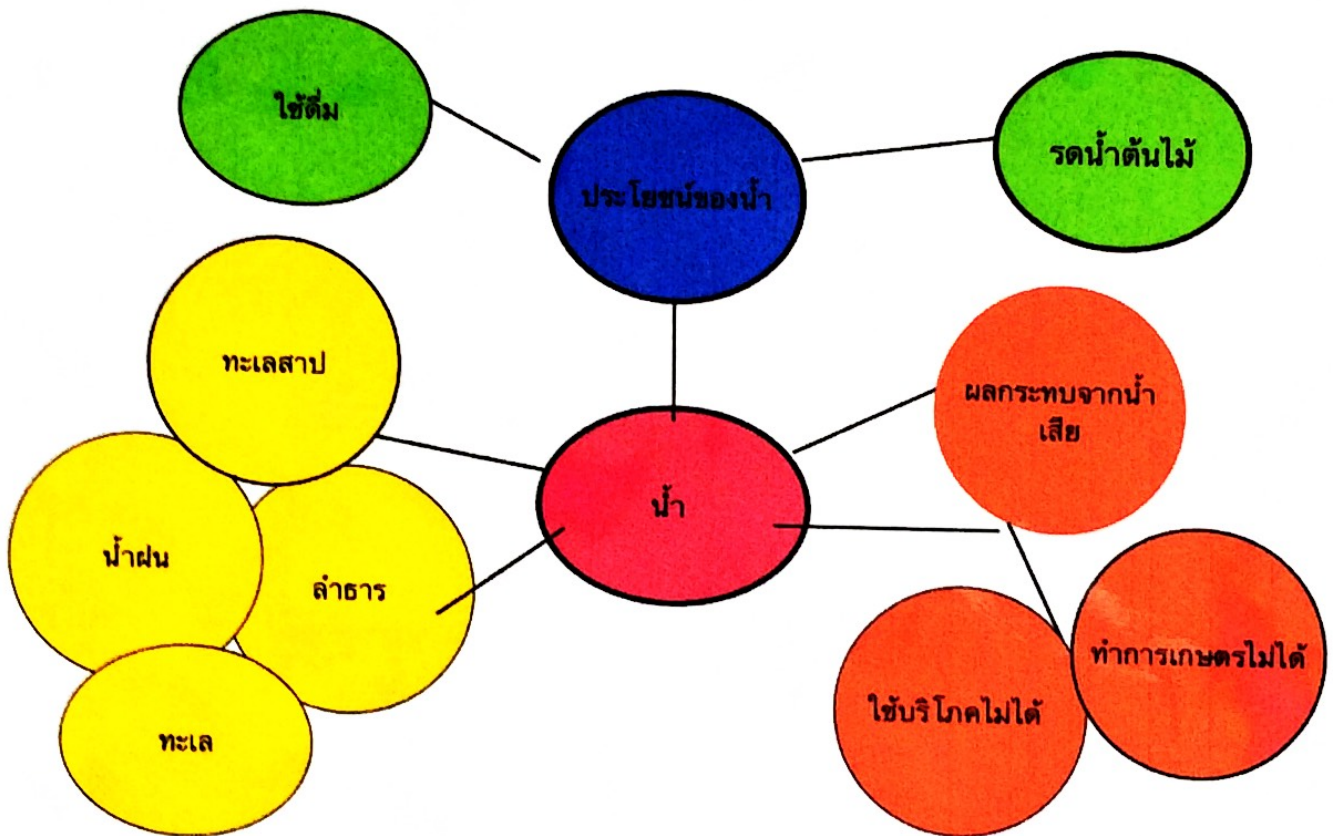 ใช้ดื่ม
รดน้ำต้นไม้
ประโยชน์ของน้ำ
ทะเลสาป
ผลกระทบจากน้ำ
เสีย
น้ำ
น้ำฝน
ลำธาร
ทำการเกษตรไม่ได้
ใช้บริโภคไม่ได้
ทะเล